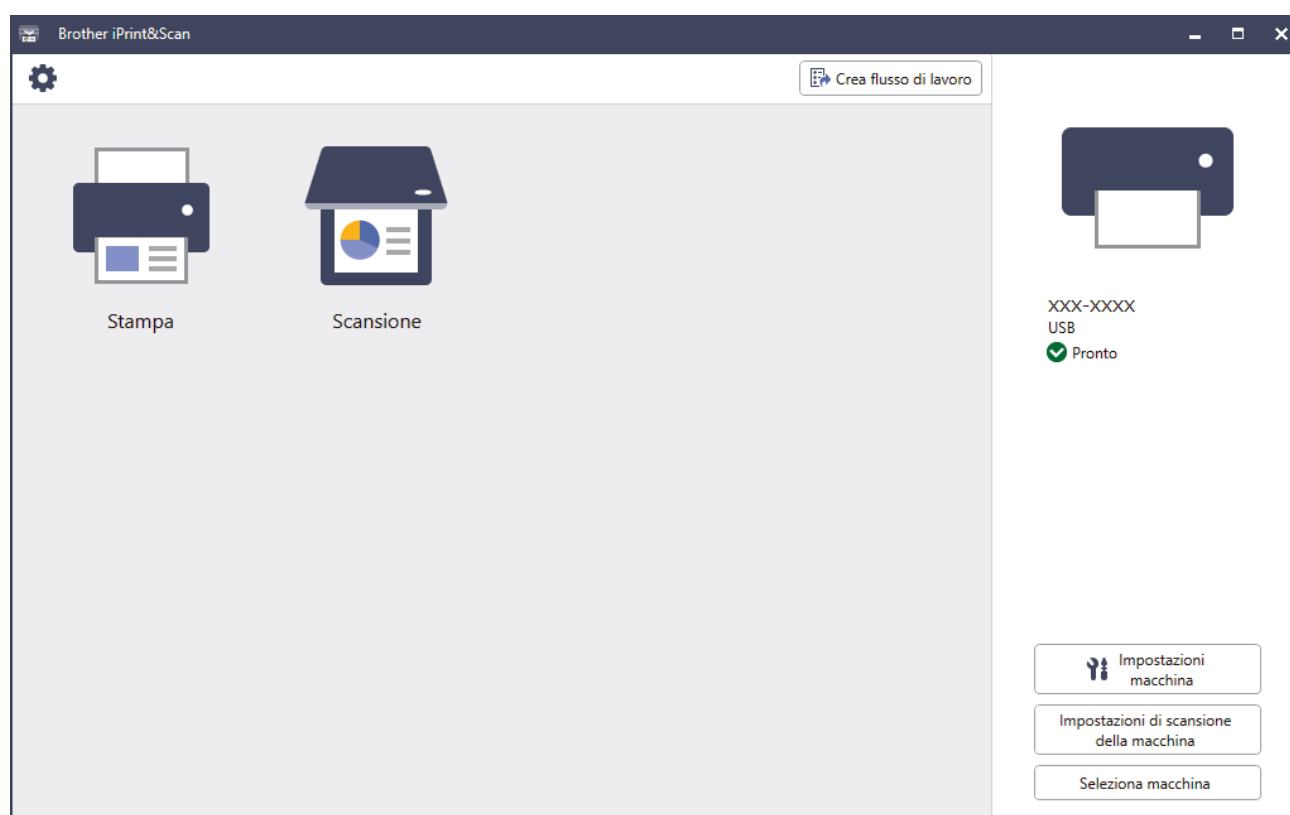 Brother iPrint&Scan
Crea flusso di lavoro
Stampa
Scansione
XXX-XXXX
USB
Pronto
Impostazioni
macchina
Impostazioni di scansione
della macchina
Seleziona macchina